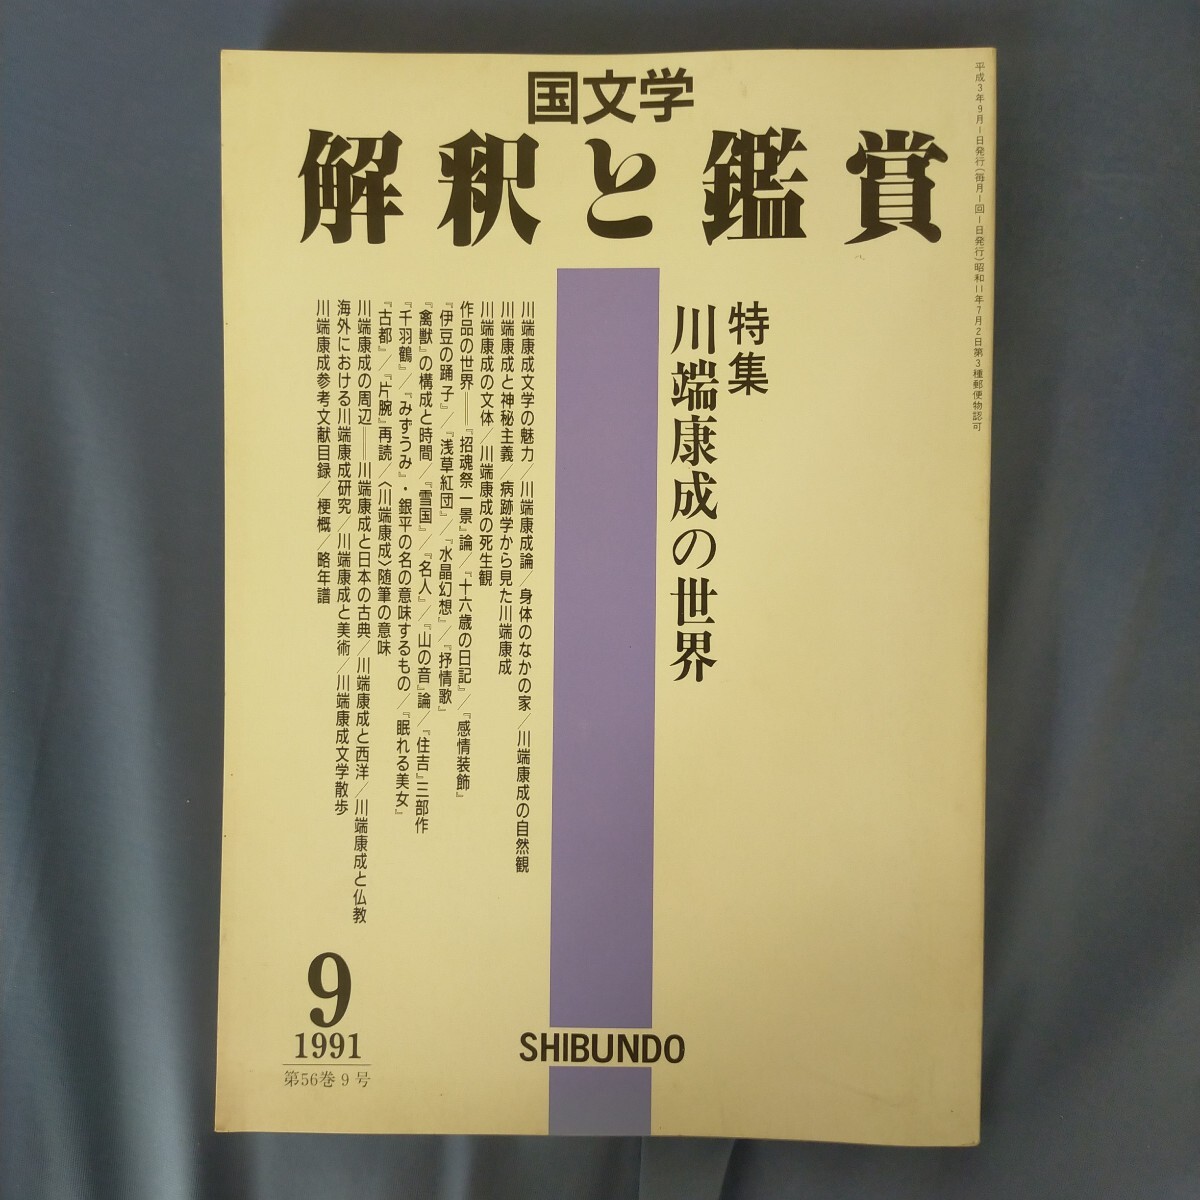 国文学
解釈と鑑賞
平成3年9月1日発行(毎月1回1日発行)昭和11年7月2日第3種郵便物認可
特集
川端康成の世界
川端康成文学の魅力/川端康成論/身体のなかの家/川端康成の自然観
川端康成と神秘主義/病跡学から見た川端康成
川端康成の文体/川端康成の死生観
作品の世界=『招魂祭一景』論/『十六歳の日記』/『感情装飾』
『伊豆の踊子』/『浅草紅団』/『水晶幻想』/『抒情歌』
『禽獣』の構成と時間/『雪国』/『名人』/『山の音』論/『住吉』三部作
『千羽鶴』/『みずうみ』・銀平の名の意味するもの/『眠れる美女』
『古都』/『片腕』再読/〈川端康成〉随筆の意味
川端康成の周辺=川端康成と日本の古典/川端康成と西洋/川端康成と仏教
海外における川端康成研究/川端康成と美術/川端康成文学散歩
川端康成参考文献目録/梗概/略年譜
9
1991
第56巻9号
SHIBUNDO